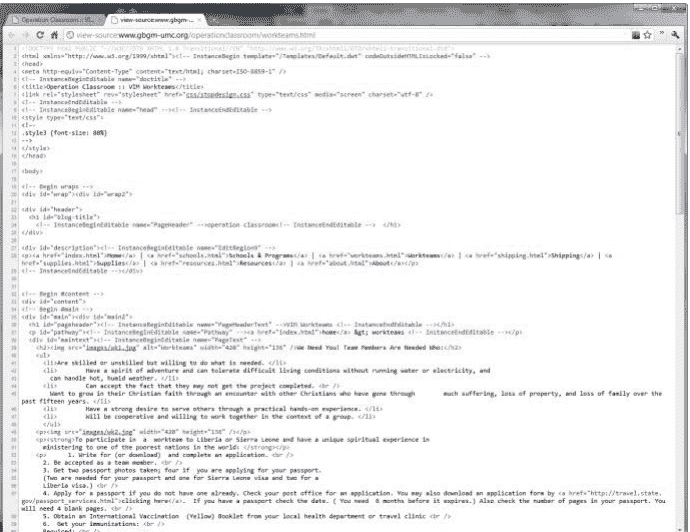 Operation Classroom :: VI...
view-source:www.gbgm-...
view-source:www.gbgm-umc.org/operationclassroom/workteams.html
<html xmlns="http://www.w3.org/1999/xhtml"><!-- InstanceBegin template="/Templates/Default.dwt" codeOutsideHTMLIsLocked="false" -->
<head>
<meta http-equiv="Content-Type" content="text/html; charset=ISO-8859-1" />
<!-- InstanceBeginEditable name="doctitle" -->
<title>Operation Classroom :: VIM Workteams</title>
<link rel="stylesheet" rev="stylesheet" href="css/stopdesign.css" type="text/css" media="screen" charset="utf-8" />
<!-- InstanceEndEditable -->
<!-- InstanceBeginEditable name="head" --><!-- InstanceEndEditable -->
<style type="text/css">
<!--
.style3 {font-size: 80%}
-->
</style>
</head>
<body>
<!-- Begin wraps -->
<div id="wrap"><div id="wrap2">
<div id="header">
<h1 id="blog-title">
<!-- InstanceBeginEditable name="PageHeader" -->operation classroom<!-- InstanceEndEditable --> </h1>
</div>
<div id="description"><!-- InstanceBeginEditable name="EditRegion9" -->
<p><a href="index.html">Home</a> | <a href="schools.html">Schools & Programs</a> | <a href="workteams.html">Workteams</a> | <a href="shipping.html">Shipping</a> | <a
href="supplies.html">Supplies</a> | <a href="resources.html">Resources</a> | <a href="about.html">About</a></p>
<!-- InstanceEndEditable --></div>
<!-- Begin #content -->
<div id="content">
<!-- Begin #main -->
<div id="main"><div id="main2">
<h1 id="pageheader"><!-- InstanceBeginEditable name="PageHeaderText" -->VIM Workteams <!-- InstanceEndEditable --></h1>
<p id="pathway"><!-- InstanceBeginEditable name="Pathway" --><a href="index.html">home</a> &gt; workteams <!-- InstanceEndEditable --></p>
<div id="maintext"><!-- InstanceBeginEditable name="PageText" -->
<h2><img src="images/wk1.jpg" alt="Workteams" width="420" height="138" />We Need You! Team Members Are Needed Who:</h2>
<ul>
<li>Are skilled or unskilled but willing to do what is needed. </li>
<li> Have a spirit of adventure and can tolerate difficult living conditions without running water or electricity, and
can handle hot, humid weather. </li>
<li> Can accept the fact that they may not get the project completed. <br />
Want to grow in their Christian faith through an encounter with other Christians who have gone through much suffering, loss of property, and loss of family over the
past fifteen years. </li>
<li> Have a strong desire to serve others through a practical hands-on experience. </li>
<li> Will be cooperative and willing to work together in the context of a group. </li>
</ul>
<p><img src="images/wk2.jpg" width="420" height="138" /></p>
<p><strong>To participate in a workteam to Liberia or Sierra Leone and have a unique spiritual experience in
ministering to one of the poorest nations in the world: </strong></p>
<p> 1. Write for (or download) and complete an application. <br />
2. Be accepted as a team member. <br />
3. Get two passport photos taken; four if you are applying for your passport.
(Two are needed for your passport and one for Sierra Leone visa and two for a
Liberia visa.) <br />
4. Apply for a passport if you do not have one already. Check your post office for an application. You may also download an application form by <a href="http://travel.state.
gov/passport_services.html">clicking here</a>. If you have a passport check the date. ( You need 6 months before it expires.) Also check the number of pages in your passport. You
will need 4 blank pages. <br />
5. Obtain an International Vaccination (Yellow) Booklet from your local health department or travel clinic <br />
6. Get your immunizations: <br />
Required: <br />